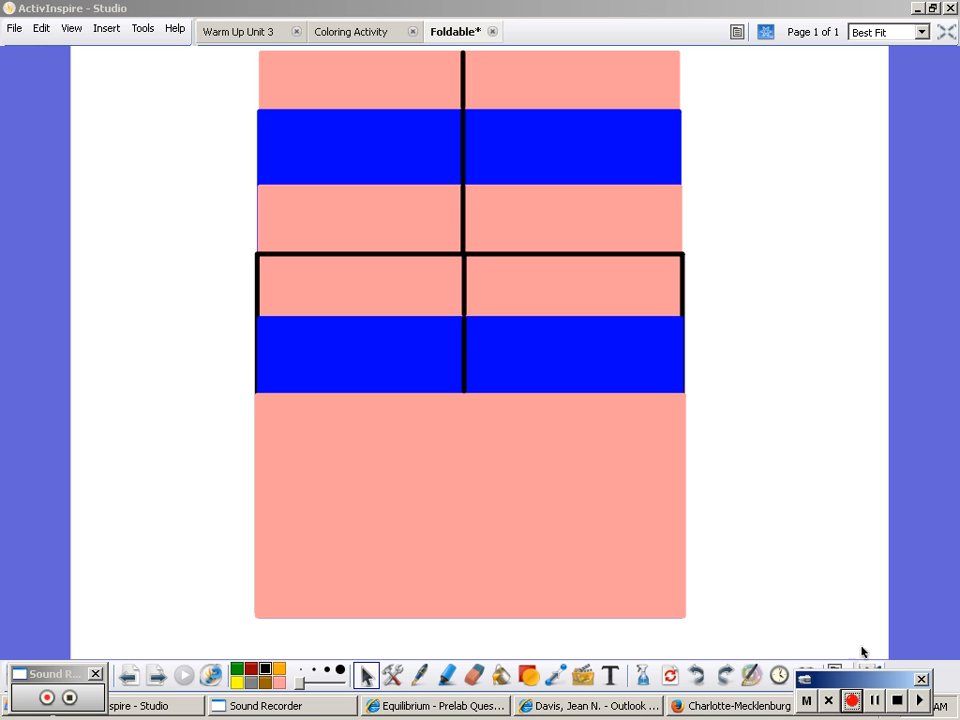 ActivInspire - Studio
File Edit View Insert Tools Help
Warm Up Unit 3
Coloring Activity
Foldable*
Page 1 of 1
Best Fit
Sound R...
M
spire - Studio
Sound Recorder
Equilibrium - Prelab Ques...
Davis, Jean N. - Outlook ...
Charlotte-Mecklenburg
AM